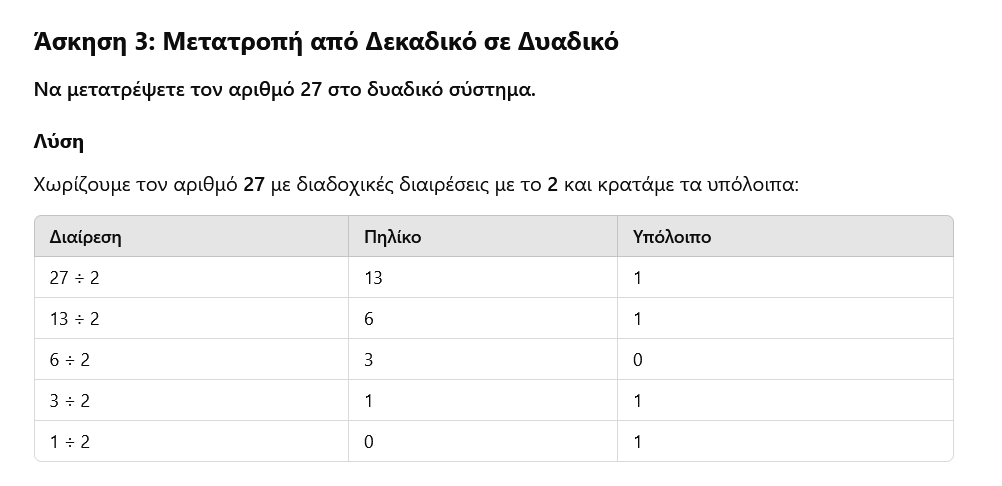 Άσκηση 3: Μετατροπή από Δεκαδικό σε Δυαδικό
Να μετατρέψετε τον αριθμό 27 στο δυαδικό σύστημα.
Λύση
Χωρίζουμε τον αριθμό 27 με διαδοχικές διαιρέσεις με το 2 και κρατάμε τα υπόλοιπα:
Διαίρεση Πηλίκο Υπόλοιπο
27 ÷ 2 13 1
13 ÷ 2 6 1
6 ÷ 2 3 0
3 ÷ 2 1 1
1 ÷ 2 0 1